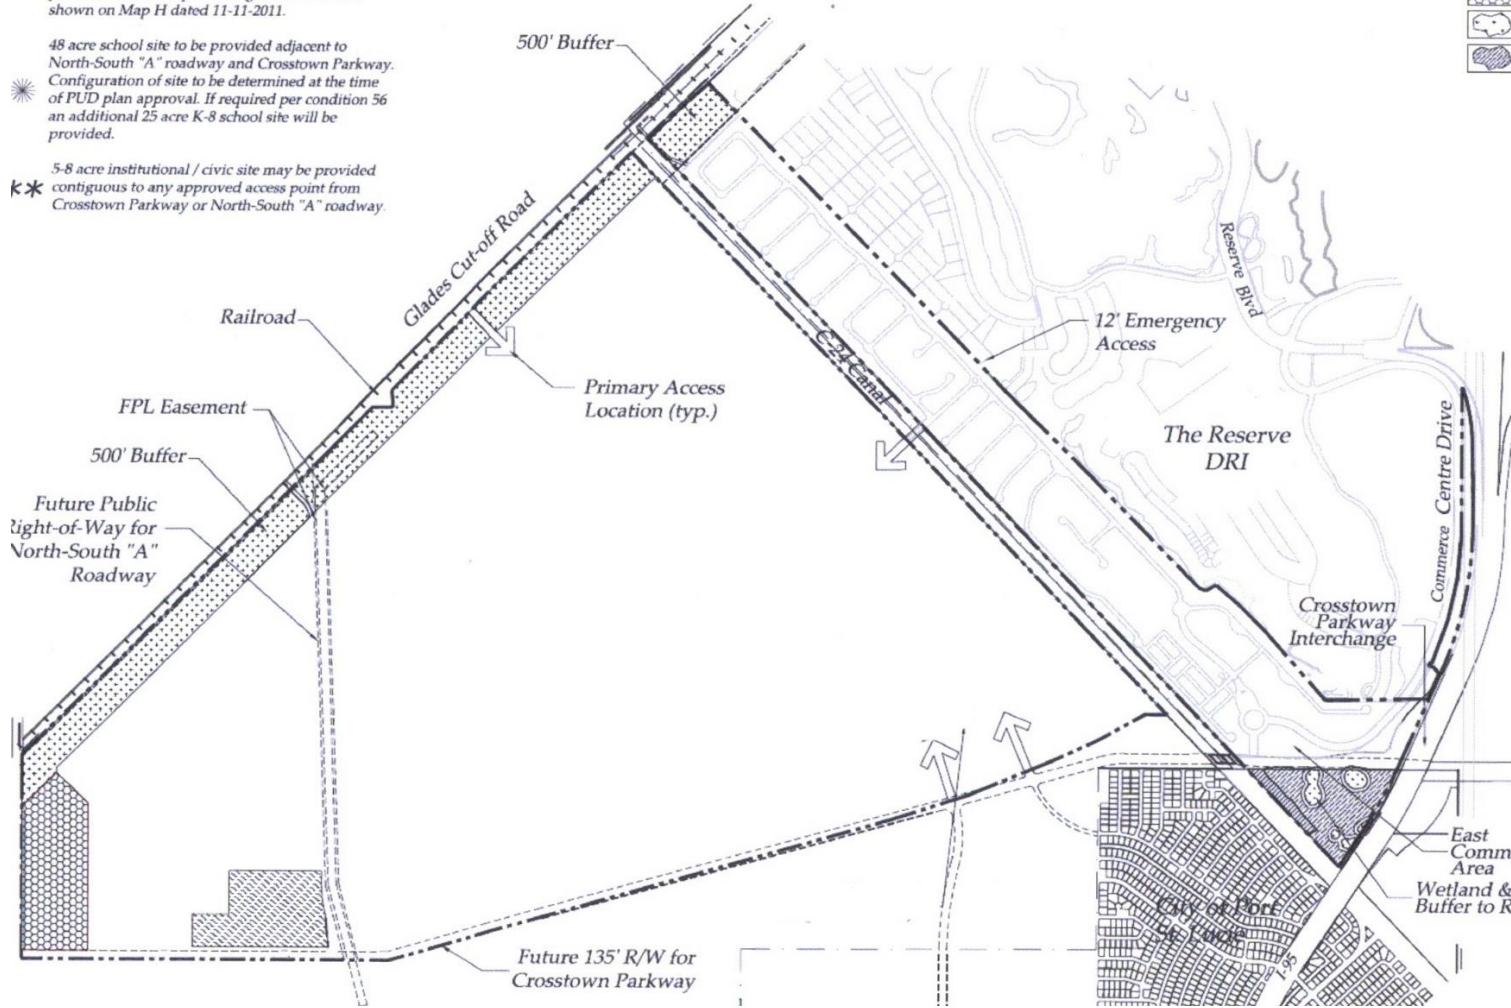 shown on Map H dated 11-11-2011.
48 acre school site to be provided adjacent to
North-South "A" roadway and Crosstown Parkway.
Configuration of site to be determined at the time
of PUD plan approval. If required per condition 56
an additional 25 acre K-8 school site will be
provided.
**
5-8 acre institutional / civic site may be provided
contiguous to any approved access point from
Crosstown Parkway or North-South "A" roadway.
500' Buffer
Glades Cut-off Road
Railroad
Primary Access
Location (typ.)
FPL Easement
500' Buffer
Future Public
Right-of-Way for
North-South "A"
Roadway
C-24 Canal
12' Emergency
Access
Reserve Blvd
The Reserve
DRI
Commerce Centre Drive
Crosstown
Parkway
Interchange
East
Comm
Area
Wetland &
Buffer to R
City of Port
St. Lucie
I-95
Future 135' R/W for
Crosstown Parkway